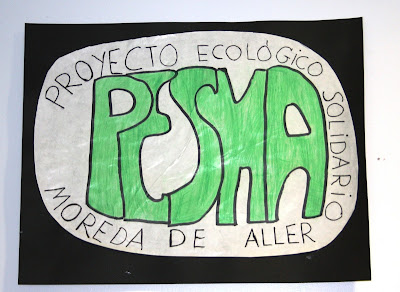 PROYECTO ECOLÓGICO SOLIDARIO
PESMA
MOREDA DE ALLER